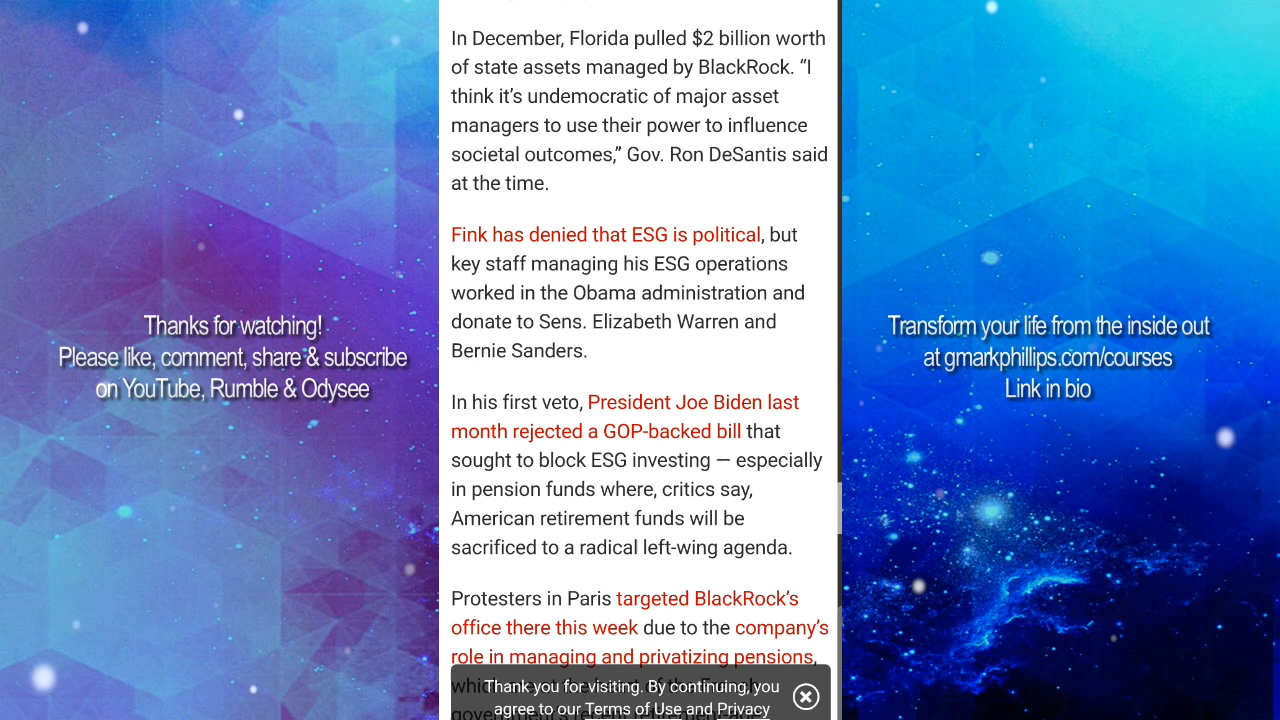 Thanks for watching!
Please like, comment, share & subscribe
on YouTube, Rumble & Odysee
In December, Florida pulled $2 billion worth
of state assets managed by BlackRock. “I
think it’s undemocratic of major asset
managers to use their power to influence
societal outcomes,” Gov. Ron DeSantis said
at the time.
Fink has denied that ESG is political, but
key staff managing his ESG operations
worked in the Obama administration and
donate to Sens. Elizabeth Warren and
Bernie Sanders.
In his first veto, President Joe Biden last
month rejected a GOP-backed bill that
sought to block ESG investing — especially
in pension funds where, critics say,
American retirement funds will be
sacrificed to a radical left-wing agenda.
Protesters in Paris targeted BlackRock’s
office there this week due to the company’s
role in managing and privatizing pensions,
Thank you for visiting. By continuing, you
agree to our Terms of Use and Privacy
Transform your life from the inside out
at gmarkphillips.com/courses
Link in bio